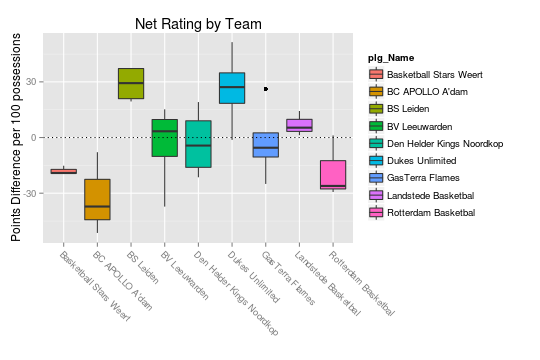 Net Rating by Team
Points Difference per 100 possessions
30
0
-30
Basketball Stars Weert
BC APOLLO A'dam
BS Leiden
BV Leeuwarden
Den Helder Kings Noordkop
Dukes Unlimited
GasTerra Flames
Landstede Basketbal
Rotterdam Basketbal
plg_Name
Basketball Stars Weert
BC APOLLO A'dam
BS Leiden
BV Leeuwarden
Den Helder Kings Noordkop
Dukes Unlimited
GasTerra Flames
Landstede Basketbal
Rotterdam Basketbal